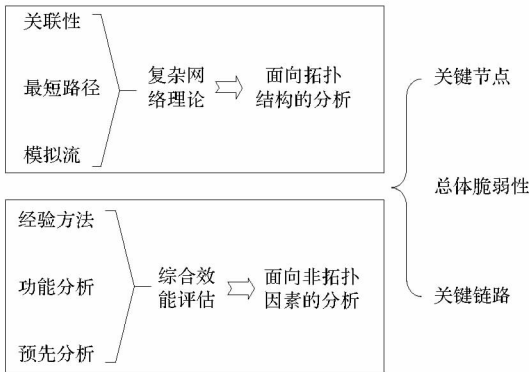 关联性
最短路径
模拟流
复杂网
络理论
面向拓扑
结构的分析
经验方法
功能分析
预先分析
综合效
能评估
面向非拓扑
因素的分析
关键节点
总体脆弱性
关键链路